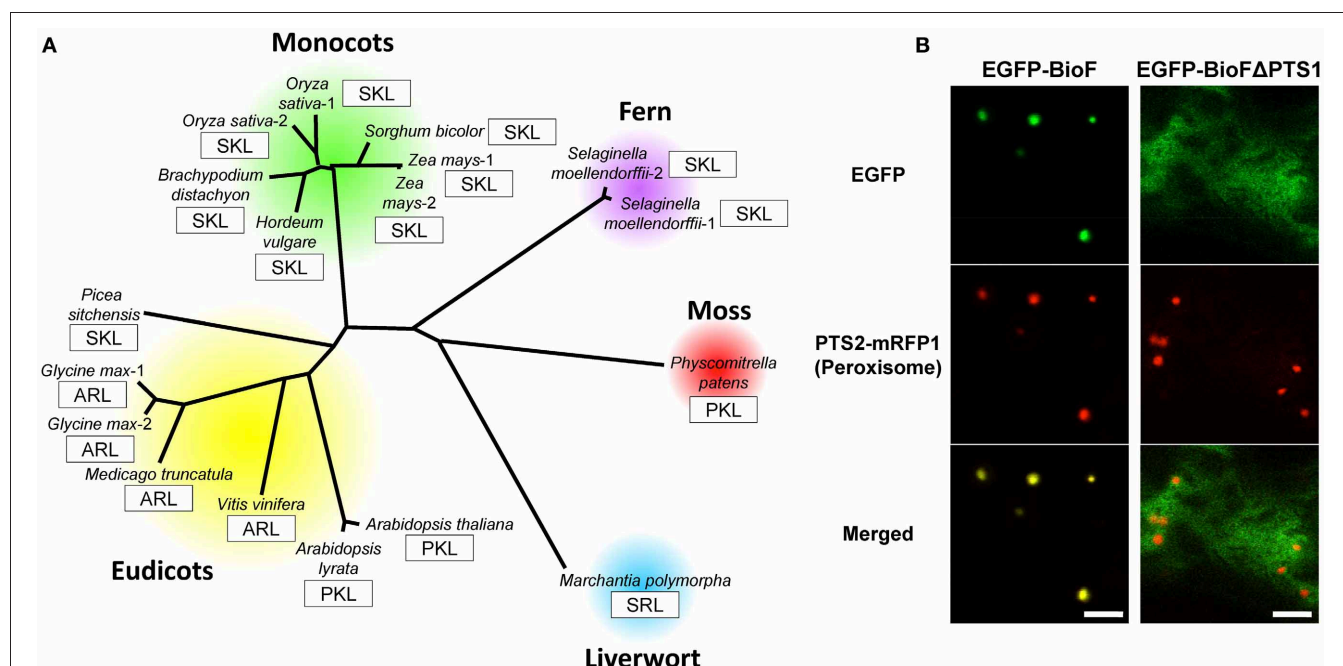 A
Monocots
Oryza
sativa-1
SKL
Oryza sativa-2
SKL
Sorghum bicolor
SKL
Brachypodium
distachyon
SKL
Zea mays-1
SKL
Zea
mays-2
SKL
Hordeum
vulgare
SKL
Fern
Selaginella
moellendorffii-2
SKL
Selaginella
moellendorffii-1
SKL
Picea
sitchensis
SKL
Moss
Physcomitrella
patens
PKL
Glycine max-1
ARL
Glycine max-2
ARL
Medicago truncatula
ARL
Vitis vinifera
ARL
Arabidopsis thaliana
PKL
Arabidopsis
lyrata
PKL
Eudicots
Marchantia polymorpha
SRL
Liverwort
B
EGFP-BioF
EGFP-BioFΔPTS1
EGFP
PTS2-mRFP1
(Peroxisome)
Merged